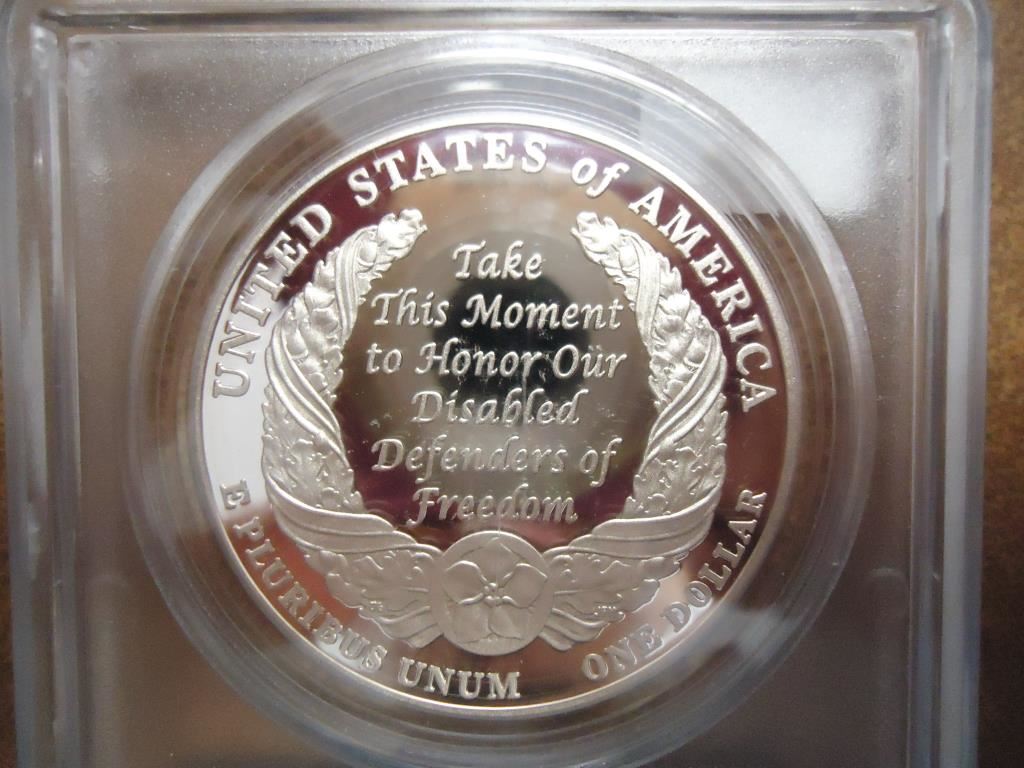 UNITED STATES of AMERICA
Take
This Moment
to Honor Our
Disabled
Defenders of
Freedom
E PLURIBUS UNUM
ONE DOLLAR